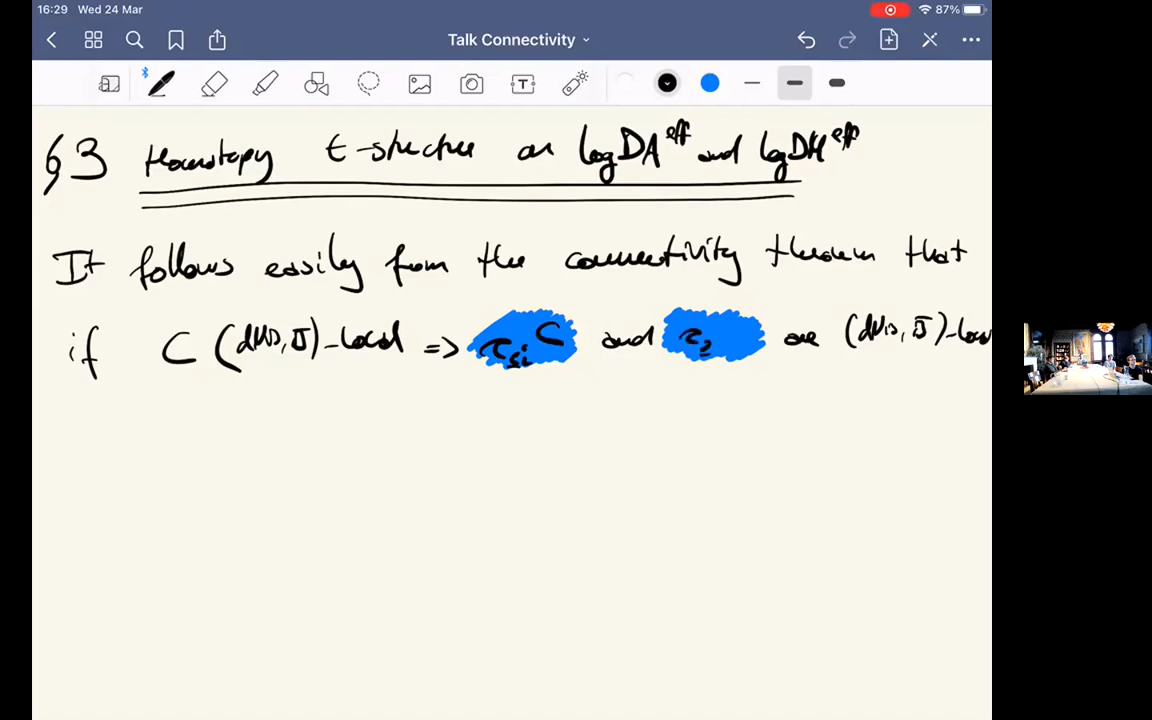 16:29 Wed 24 Mar
87%
Talk Connectivity
§3 Homotopy t-structure on logDA^eff and logDM^eff
It follows easily from the connectivity theorem that
if C (dNis, □̅)-local => τ≤i C and τ≥ are (dNis, □̅)-local